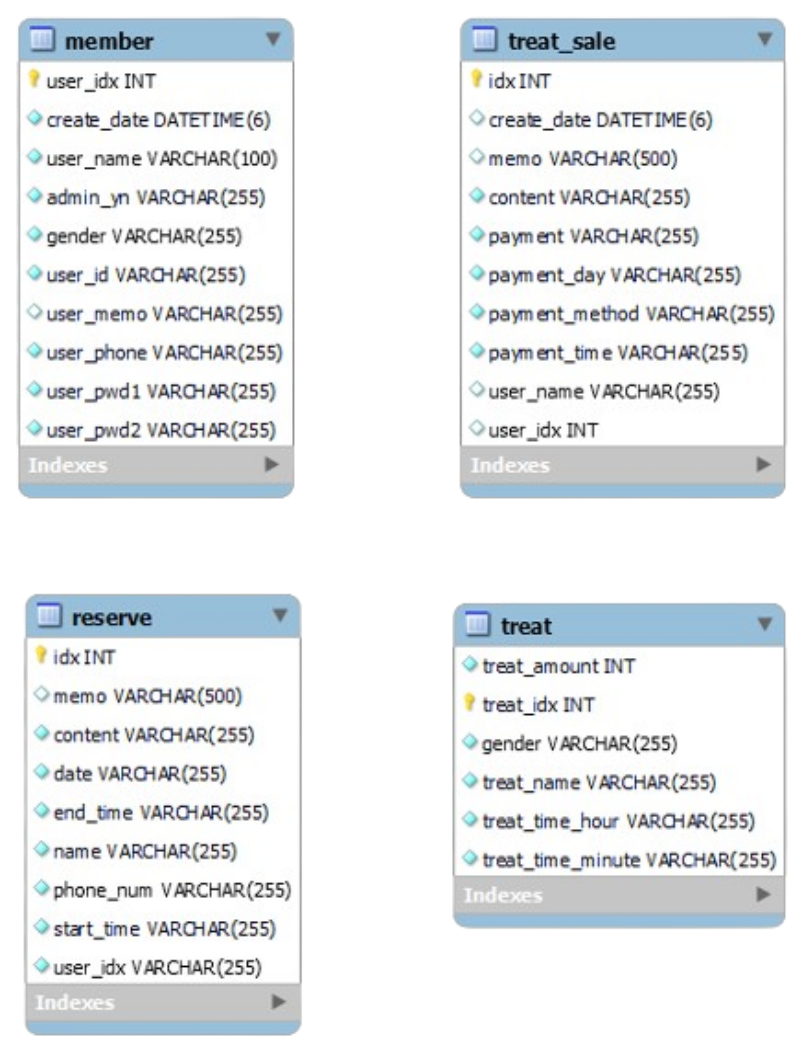 member
user_idx INT
create_date DATETIME(6)
user_name VARCHAR(100)
admin_yn VARCHAR(255)
gender VARCHAR(255)
user_id VARCHAR(255)
user_memo VARCHAR(255)
user_phone VARCHAR(255)
user_pwd1 VARCHAR(255)
user_pwd2 VARCHAR(255)
Indexes
treat_sale
idx INT
create_date DATETIME(6)
memo VARCHAR(500)
content VARCHAR(255)
payment VARCHAR(255)
payment_day VARCHAR(255)
payment_method VARCHAR(255)
payment_time VARCHAR(255)
user_name VARCHAR(255)
user_idx INT
Indexes
reserve
idx INT
memo VARCHAR(500)
content VARCHAR(255)
date VARCHAR(255)
end_time VARCHAR(255)
name VARCHAR(255)
phone_num VARCHAR(255)
start_time VARCHAR(255)
user_idx VARCHAR(255)
Indexes
treat
treat_amount INT
treat_idx INT
gender VARCHAR(255)
treat_name VARCHAR(255)
treat_time_hour VARCHAR(255)
treat_time_minute VARCHAR(255)
Indexes